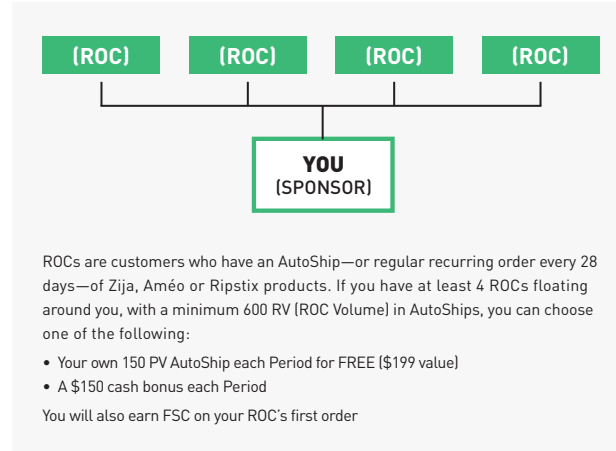 (ROC) (ROC) (ROC) (ROC)
YOU
(SPONSOR)
ROCs are customers who have an AutoShip—or regular recurring order every 28
days—of Zija, Améo or Ripstix products. If you have at least 4 ROCs floating
around you, with a minimum 600 RV (ROC Volume) in AutoShips, you can choose
one of the following:
• Your own 150 PV AutoShip each Period for FREE ($199 value)
• A $150 cash bonus each Period
You will also earn FSC on your ROC's first order